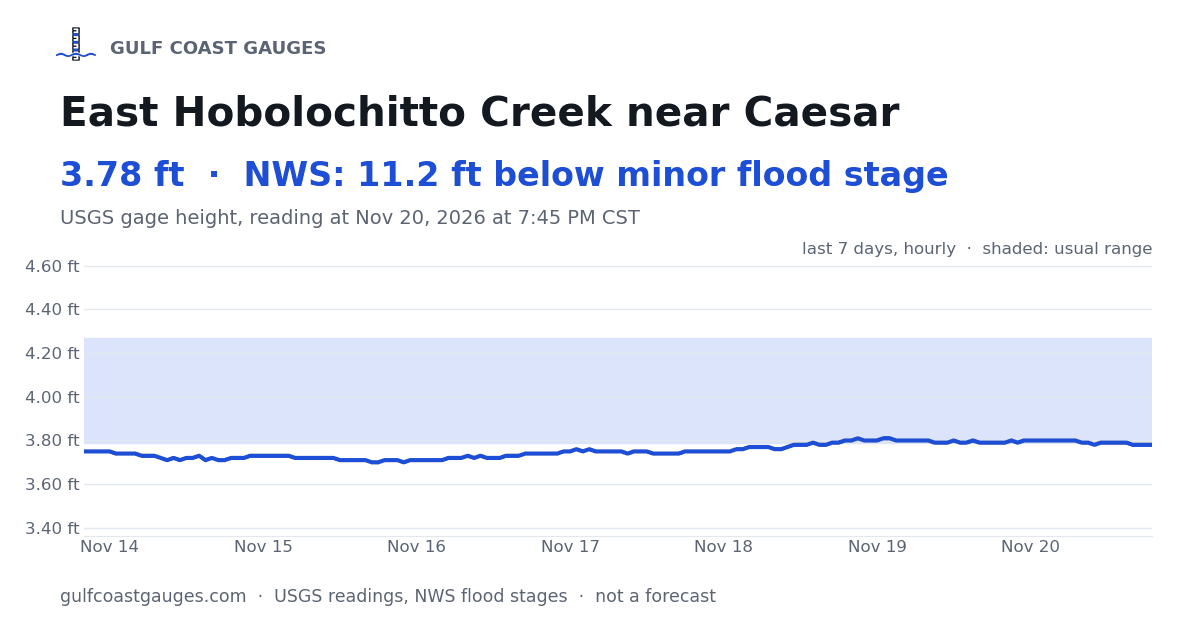 GULF COAST GAUGES
East Hobolochitto Creek near Caesar
3.78 ft · NWS: 11.2 ft below minor flood stage
USGS gage height, reading at Nov 20, 2026 at 7:45 PM CST
last 7 days, hourly · shaded: usual range
4.60 ft
4.40 ft
4.20 ft
4.00 ft
3.80 ft
3.60 ft
3.40 ft
Nov 14 Nov 15 Nov 16 Nov 17 Nov 18 Nov 19 Nov 20
gulfcoastgauges.com · USGS readings, NWS flood stages · not a forecast